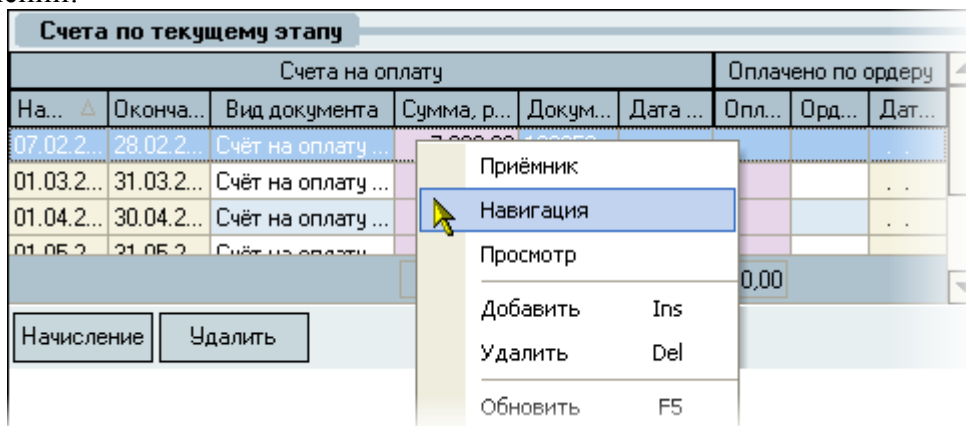 Счета по текущему этапу
Счета на оплату Оплачено по ордеру
На... Оконча... Вид документа Сумма, р... Докум... Дата ... Опл... Орд... Дат...
07.02.2... 28.02.2... Счёт на оплату ... . .
01.03.2... 31.03.2... Счёт на оплату ... . .
01.04.2... 30.04.2... Счёт на оплату ... . .
0,00
Начисление Удалить
Приёмник
Навигация
Просмотр
Добавить Ins
Удалить Del
Обновить F5